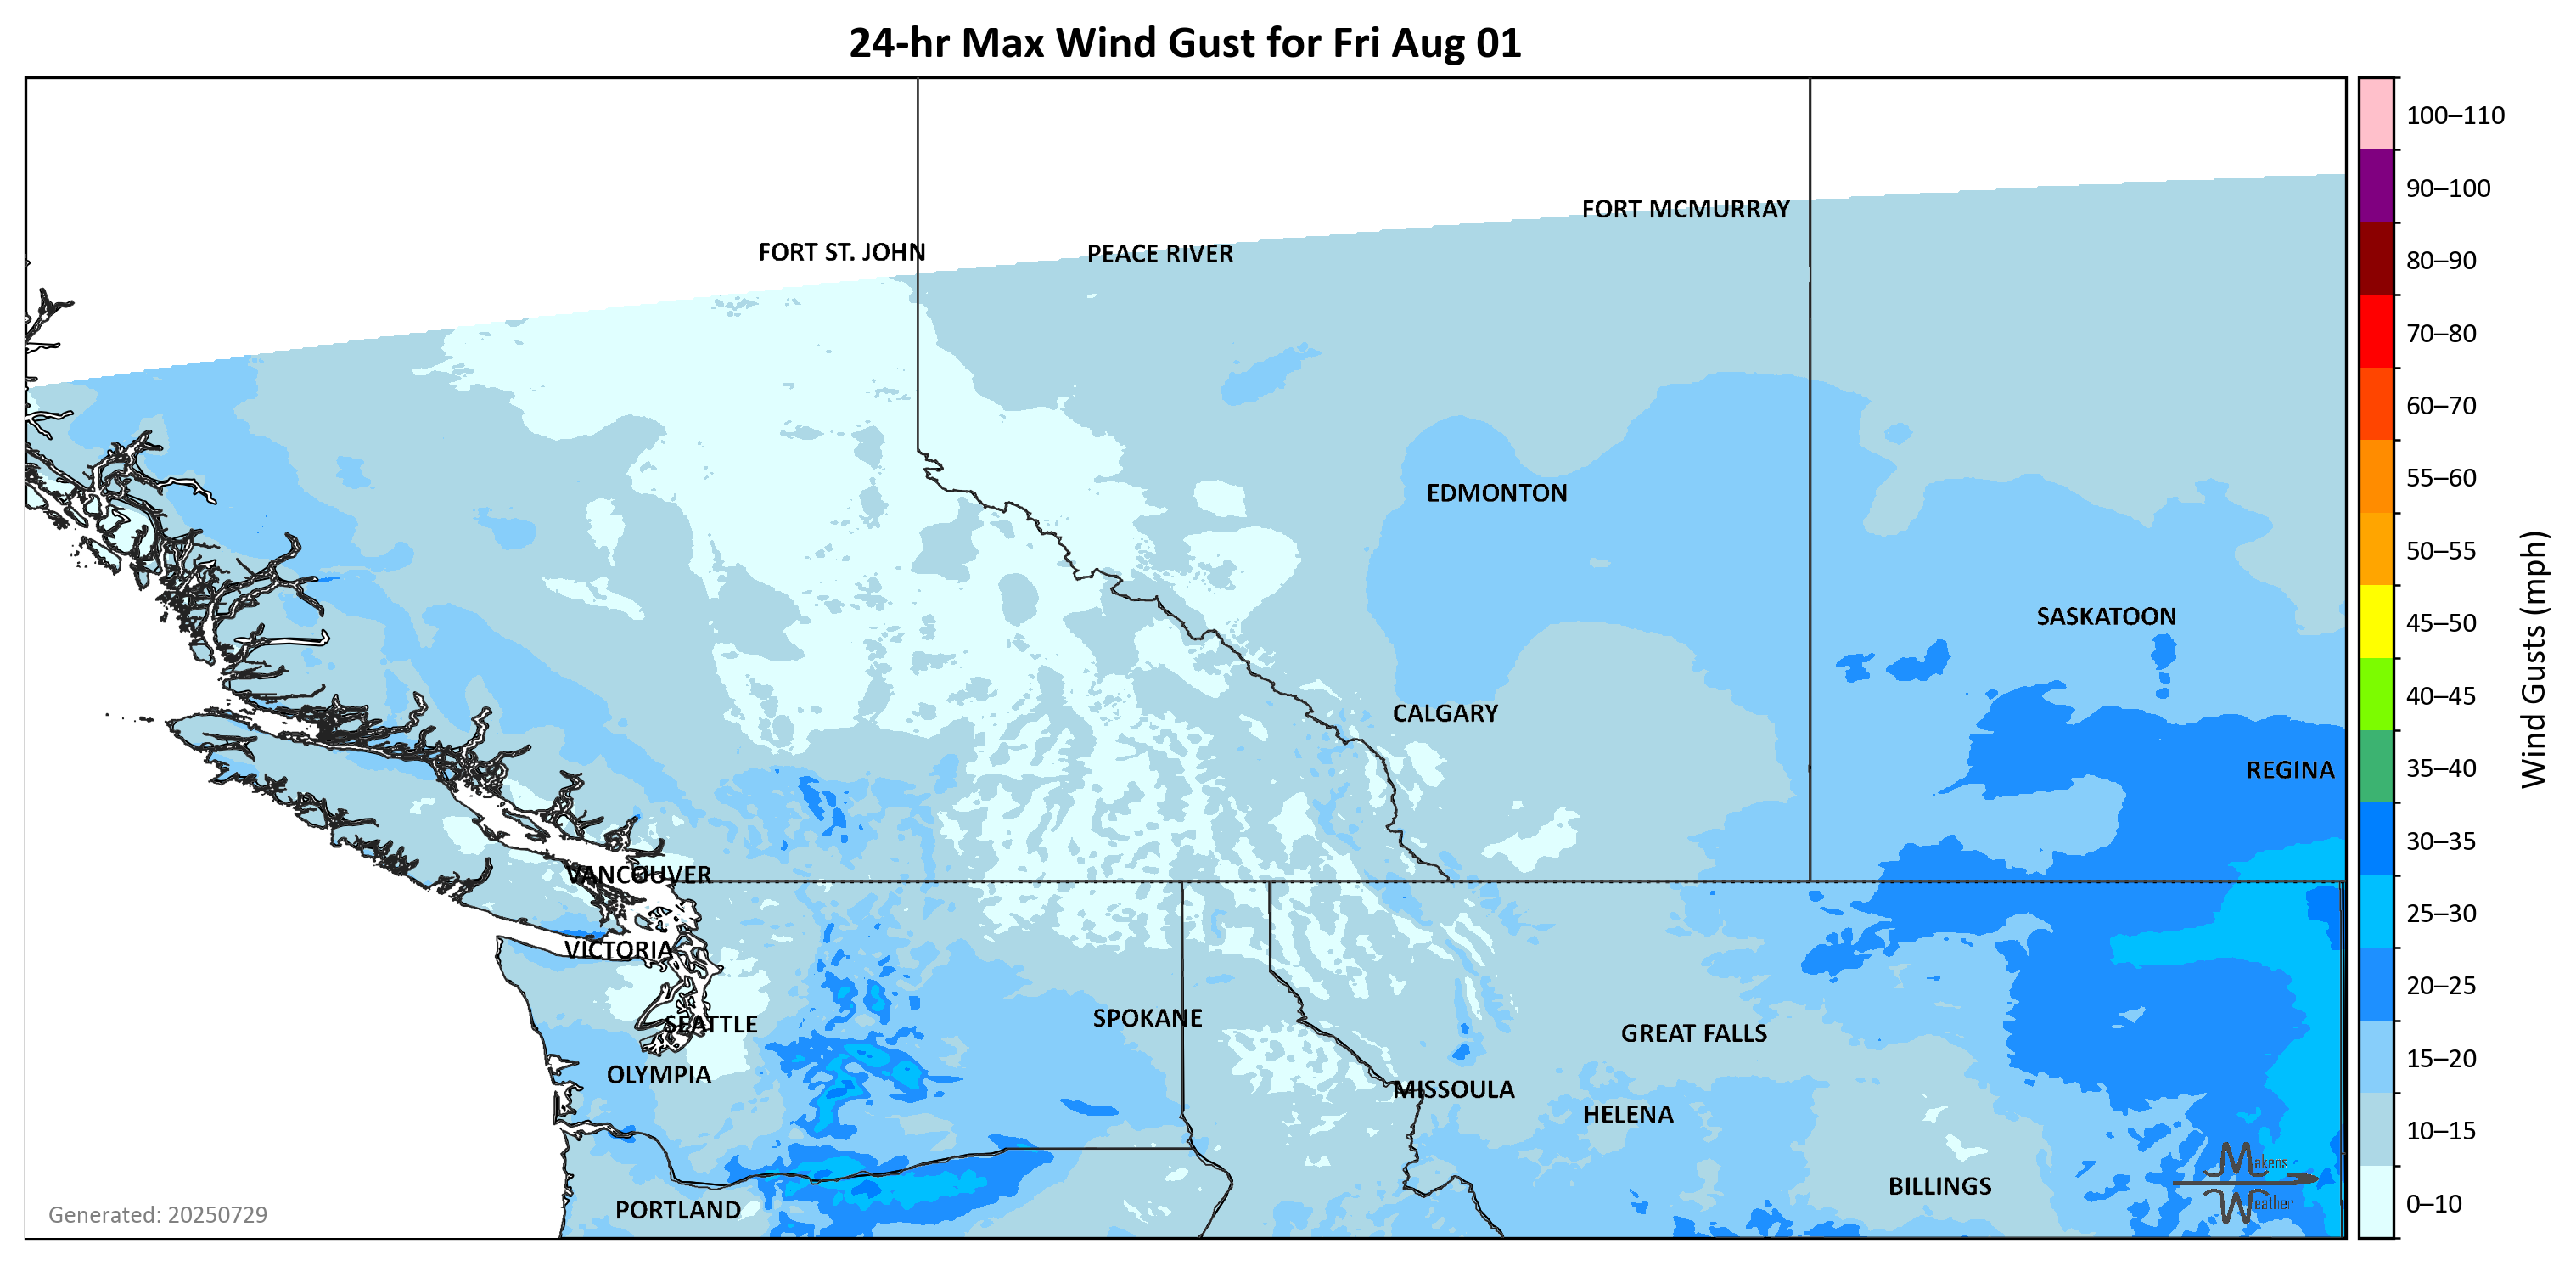 24-hr Max Wind Gust for Fri Aug 01
100–110
90–100
80–90
70–80
60–70
55–60
50–55
45–50
40–45
35–40
30–35
25–30
20–25
15–20
10–15
0–10
Wind Gusts (mph)
FORT MCMURRAY
FORT ST. JOHN
PEACE RIVER
EDMONTON
SASKATOON
CALGARY
REGINA
VANCOUVER
VICTORIA
SEATTLE
SPOKANE
GREAT FALLS
OLYMPIA
MISSOULA
HELENA
BILLINGS
PORTLAND
Makens
Weather
Generated: 20250729